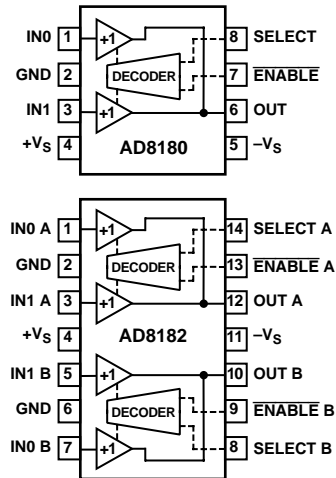 IN0 1 +1 8 SELECT
GND 2 DECODER 7 ENABLE
IN1 3 +1 6 OUT
+VS 4 AD8180 5 –VS
IN0 A 1 +1 14 SELECT A
GND 2 DECODER 13 ENABLE A
IN1 A 3 +1 12 OUT A
+VS 4 AD8182 11 –VS
IN1 B 5 +1 10 OUT B
GND 6 DECODER 9 ENABLE B
IN0 B 7 +1 8 SELECT B